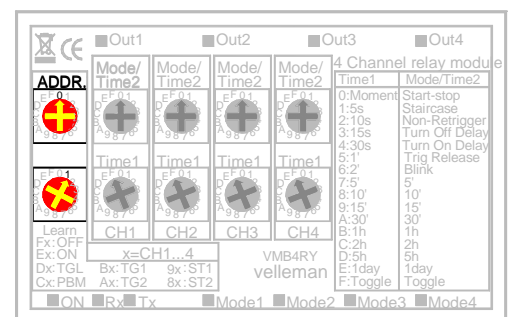 Out1 Out2 Out3 Out4
4 Channel relay module
ADDR. Mode/Time2 Mode/Time2 Mode/Time2 Mode/Time2
Time1 Time1 Time1 Time1
CH1 CH2 CH3 CH4
Time1 Mode/Time2
0:Moment Start-stop
1:5s Staircase
2:10s Non-Retrigger
3:15s Turn Off Delay
4:30s Turn On Delay
5:1' Trig Release
6:2' Blink
7:5' 5'
8:10' 10'
9:15' 15'
A:30' 30'
B:1h 1h
C:2h 2h
D:5h 5h
E:1day 1day
F:Toggle Toggle
Learn
Fx:OFF
Ex:ON
Dx:TGL
Cx:PBM
x=CH1...4
Bx:TG1 9x:ST1
Ax:TG2 8x:ST2
VMB4RY
velleman
ON Rx Tx Mode1 Mode2 Mode3 Mode4